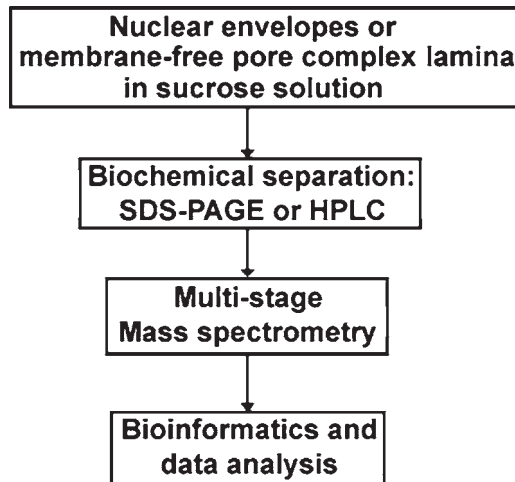 Nuclear envelopes or
membrane-free pore complex lamina
in sucrose solution
Biochemical separation:
SDS-PAGE or HPLC
Multi-stage
Mass spectrometry
Bioinformatics and
data analysis